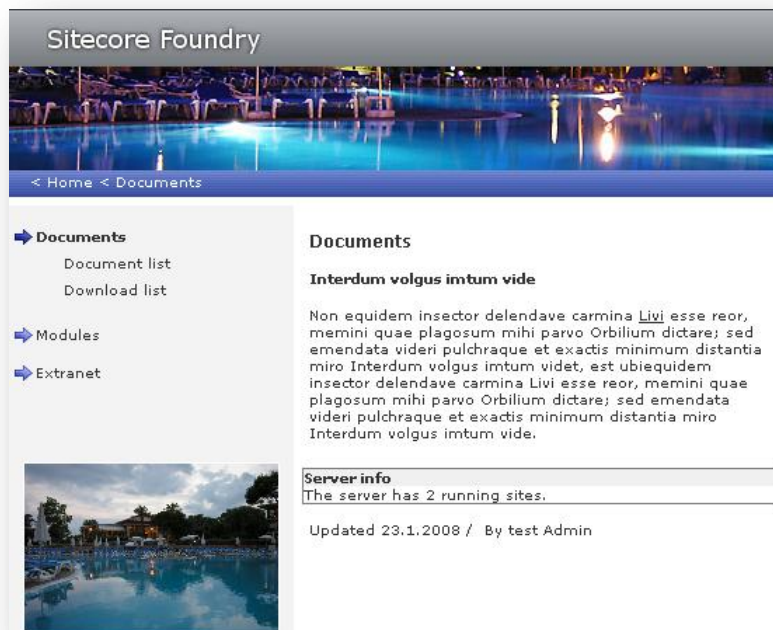 Sitecore Foundry
< Home < Documents
Documents
Document list
Download list
Modules
Extranet
Documents
Interdum volgus imtum vide
Non equidem insector delendave carmina Livi esse reor,
memini quae plagosum mihi parvo Orbilium dictare; sed
emendata videri pulchraque et exactis minimum distantia
miro Interdum volgus imtum videt, est ubiequidem
insector delendave carmina Livi esse reor, memini quae
plagosum mihi parvo Orbilium dictare; sed emendata
videri pulchraque et exactis minimum distantia miro
Interdum volgus imtum vide.
Server info
The server has 2 running sites.
Updated 23.1.2008 / By test Admin